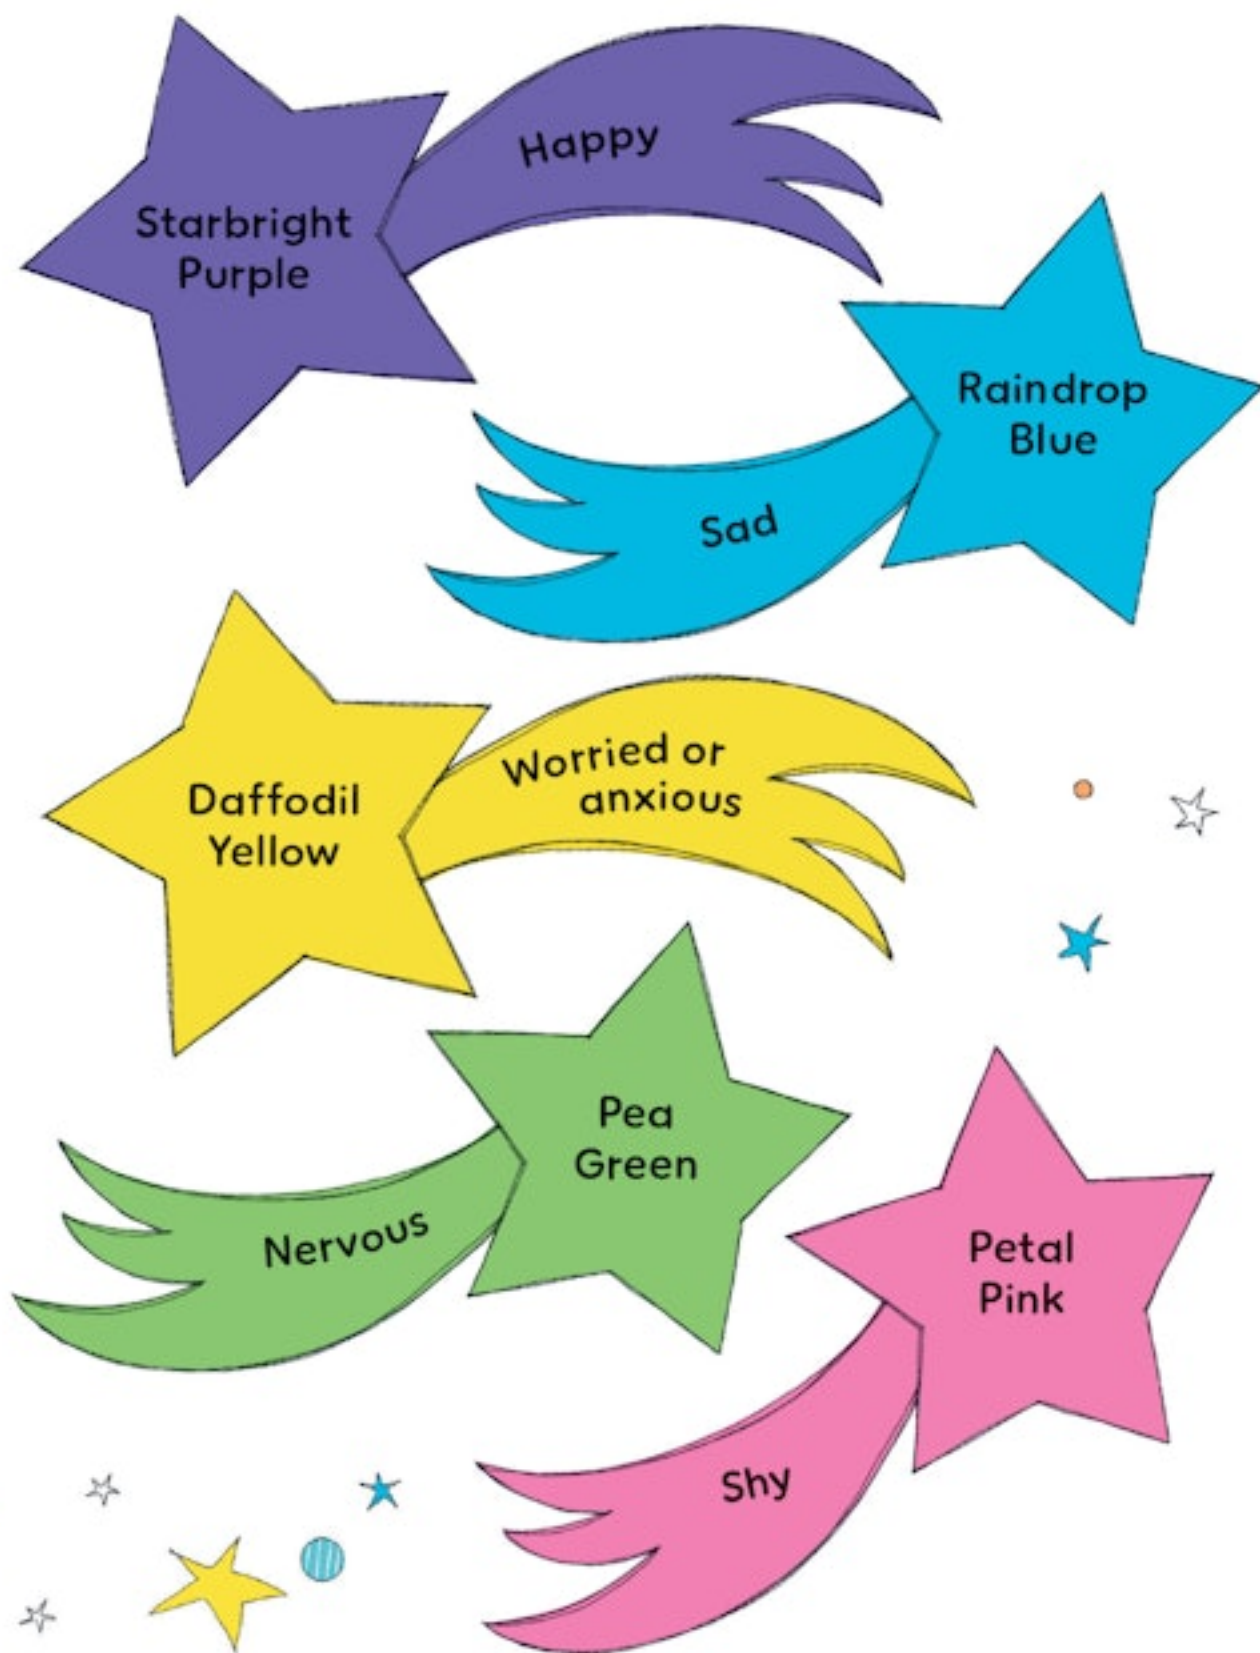 Starbright
Purple
Happy
Raindrop
Blue
Sad
Daffodil
Yellow
Worried or
anxious
Pea
Green
Nervous
Petal
Pink
Shy